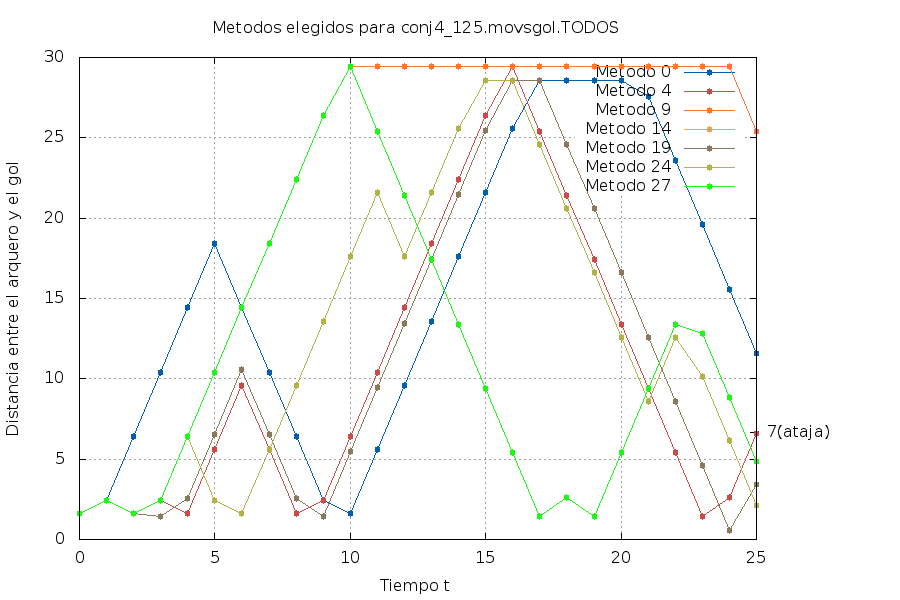 Metodos elegidos para conj4_125.movsgol.TODOS
30
25
20
15
10
5
0
Distancia entre el arquero y el gol
Metodo 0
Metodo 4
Metodo 9
Metodo 14
Metodo 19
Metodo 24
Metodo 27
7(ataja)
0 5 10 15 20 25
Tiempo t